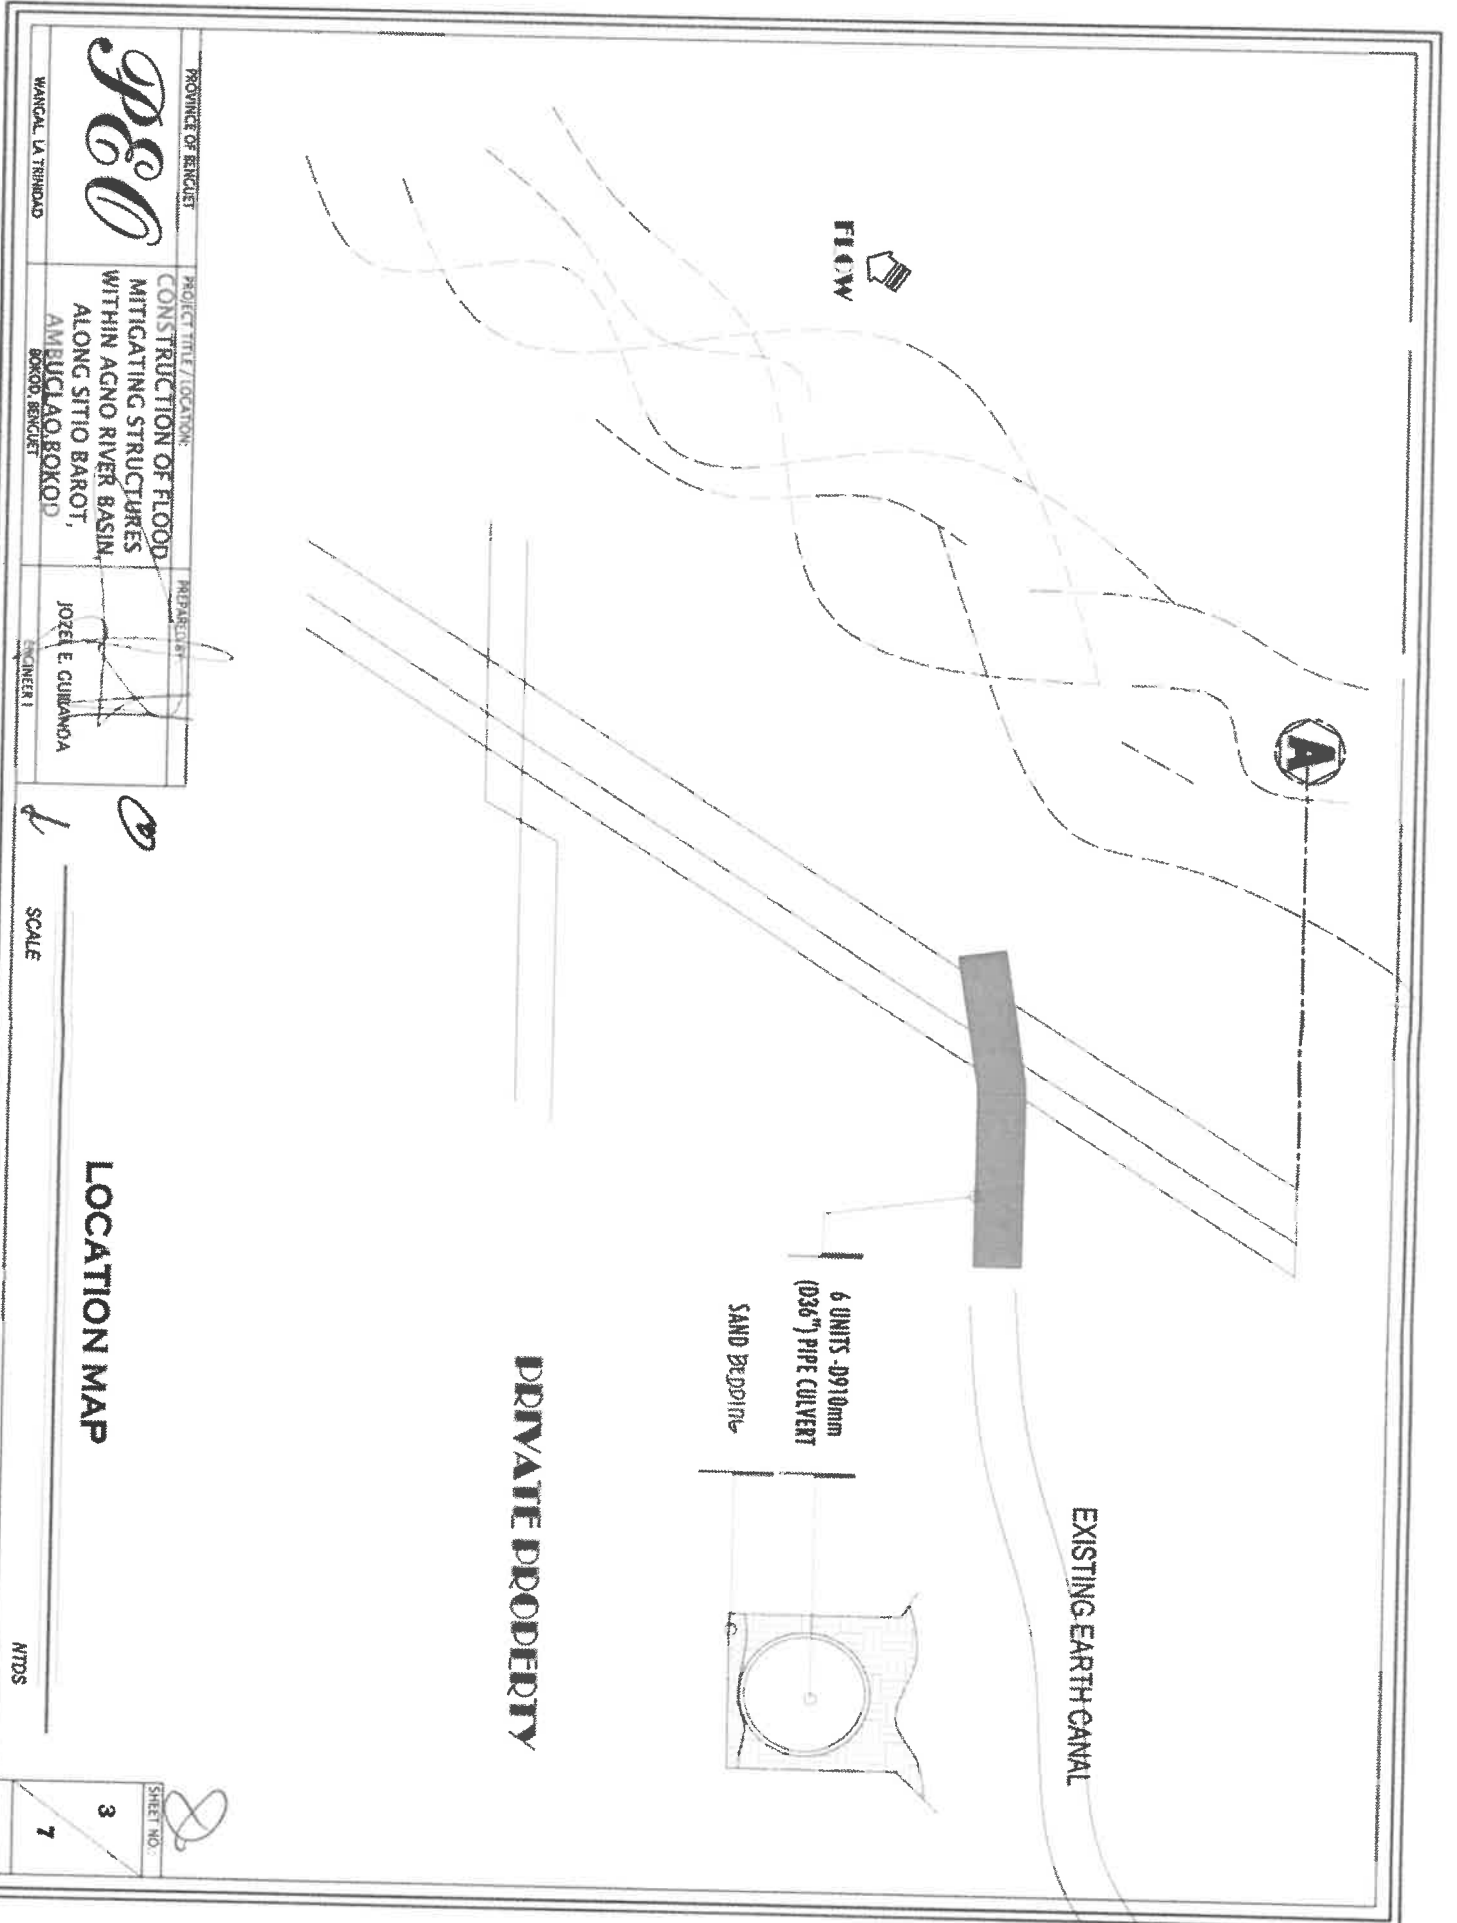 FLOW
A
EXISTING EARTH CANAL
6 UNITS - D910mm
(D36") PIPE CULVERT
SAND BEDDING
PRIVATE PROPERTY
PROVINCE OF BENGUET
PEO
WANGAL, LA TRINIDAD
PROJECT TITLE / LOCATION:
CONSTRUCTION OF FLOOD
MITIGATING STRUCTURES
WITHIN AGNO RIVER BASIN
ALONG SITIO BAROT,
AMBUCLAO,BOKOD
BOKOD, BENGUET
PREPARED BY
JOZEL E.
ENGINEER I
LOCATION MAP
SCALE
NTDS
SHEET NO.:
3
7